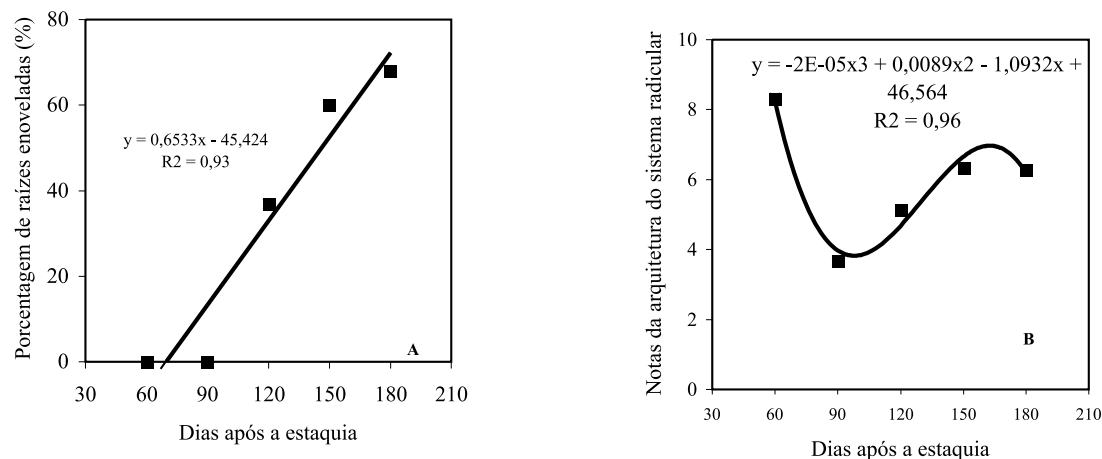 Porcentagem de raízes enoveladas (%)
80
60
40
20
0
y = 0,6533x - 45,424
R2 = 0,93
A
30 60 90 120 150 180 210
Dias após a estaquia
Notas da arquitetura do sistema radicular
10
8
6
4
2
0
y = -2E-05x3 + 0,0089x2 - 1,0932x +
46,564
R2 = 0,96
B
30 60 90 120 150 180 210
Dias após a estaquia